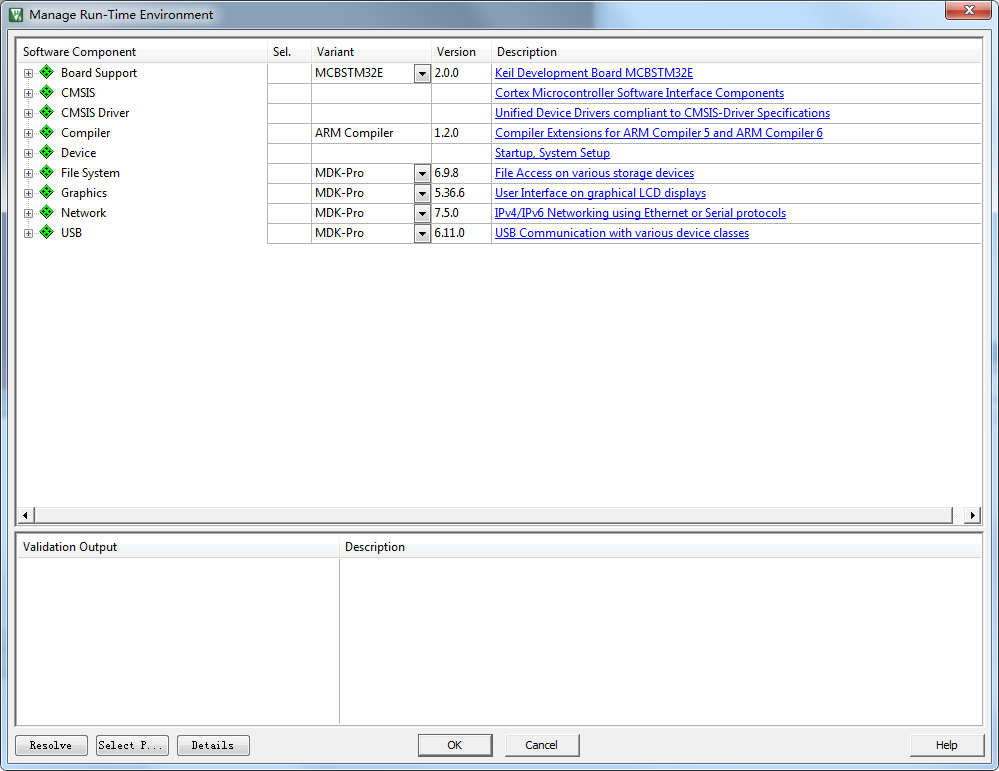 Manage Run-Time Environment
Software Component Sel. Variant Version Description
Board Support MCBSTM32E 2.0.0 Keil Development Board MCBSTM32E
CMSIS Cortex Microcontroller Software Interface Components
CMSIS Driver Unified Device Drivers compliant to CMSIS-Driver Specifications
Compiler ARM Compiler 1.2.0 Compiler Extensions for ARM Compiler 5 and ARM Compiler 6
Device Startup, System Setup
File System MDK-Pro 6.9.8 File Access on various storage devices
Graphics MDK-Pro 5.36.6 User Interface on graphical LCD displays
Network MDK-Pro 7.5.0 IPv4/IPv6 Networking using Ethernet or Serial protocols
USB MDK-Pro 6.11.0 USB Communication with various device classes
Validation Output Description
Resolve Select P... Details OK Cancel Help